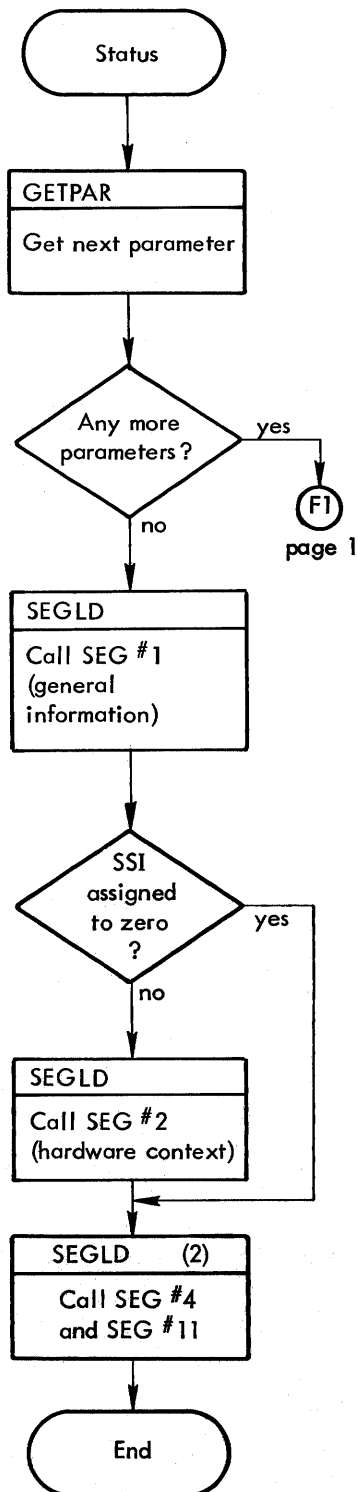 Status
GETPAR
Get next parameter
Any more
parameters?
yes
F1
page 1
no
SEGLD
Call SEG #1
(general
information)
SSI
assigned
to zero
?
yes
no
SEGLD
Call SEG #2
(hardware context)
SEGLD (2)
Call SEG #4
and SEG #11
End